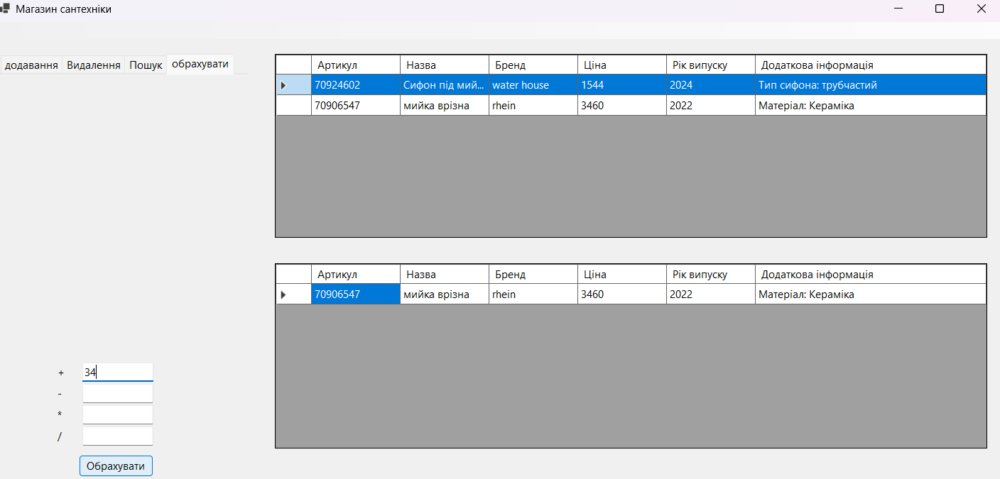 Магазин сантехніки
додавання Видалення Пошук обрахувати
Артикул Назва Бренд Ціна Рік випуску Додаткова інформація
70924602 Сифон під мий... water house 1544 2024 Тип сифона: трубчастий
70906547 мийка врізна rhein 3460 2022 Матеріал: Кераміка
Артикул Назва Бренд Ціна Рік випуску Додаткова інформація
70906547 мийка врізна rhein 3460 2022 Матеріал: Кераміка
+ 34
-
*
/
Обрахувати